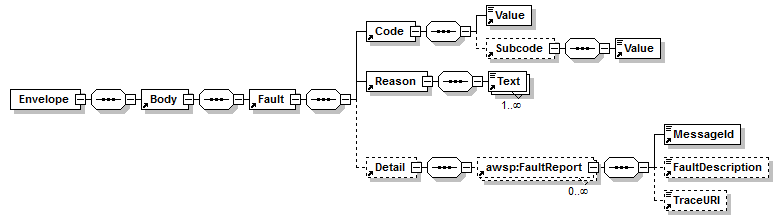 Value
Code
Subcode
Value
Reason
Text
1..∞
Envelope
Body
Fault
MessageId
Detail
awsp:FaultReport
FaultDescription
0..∞
TraceURI